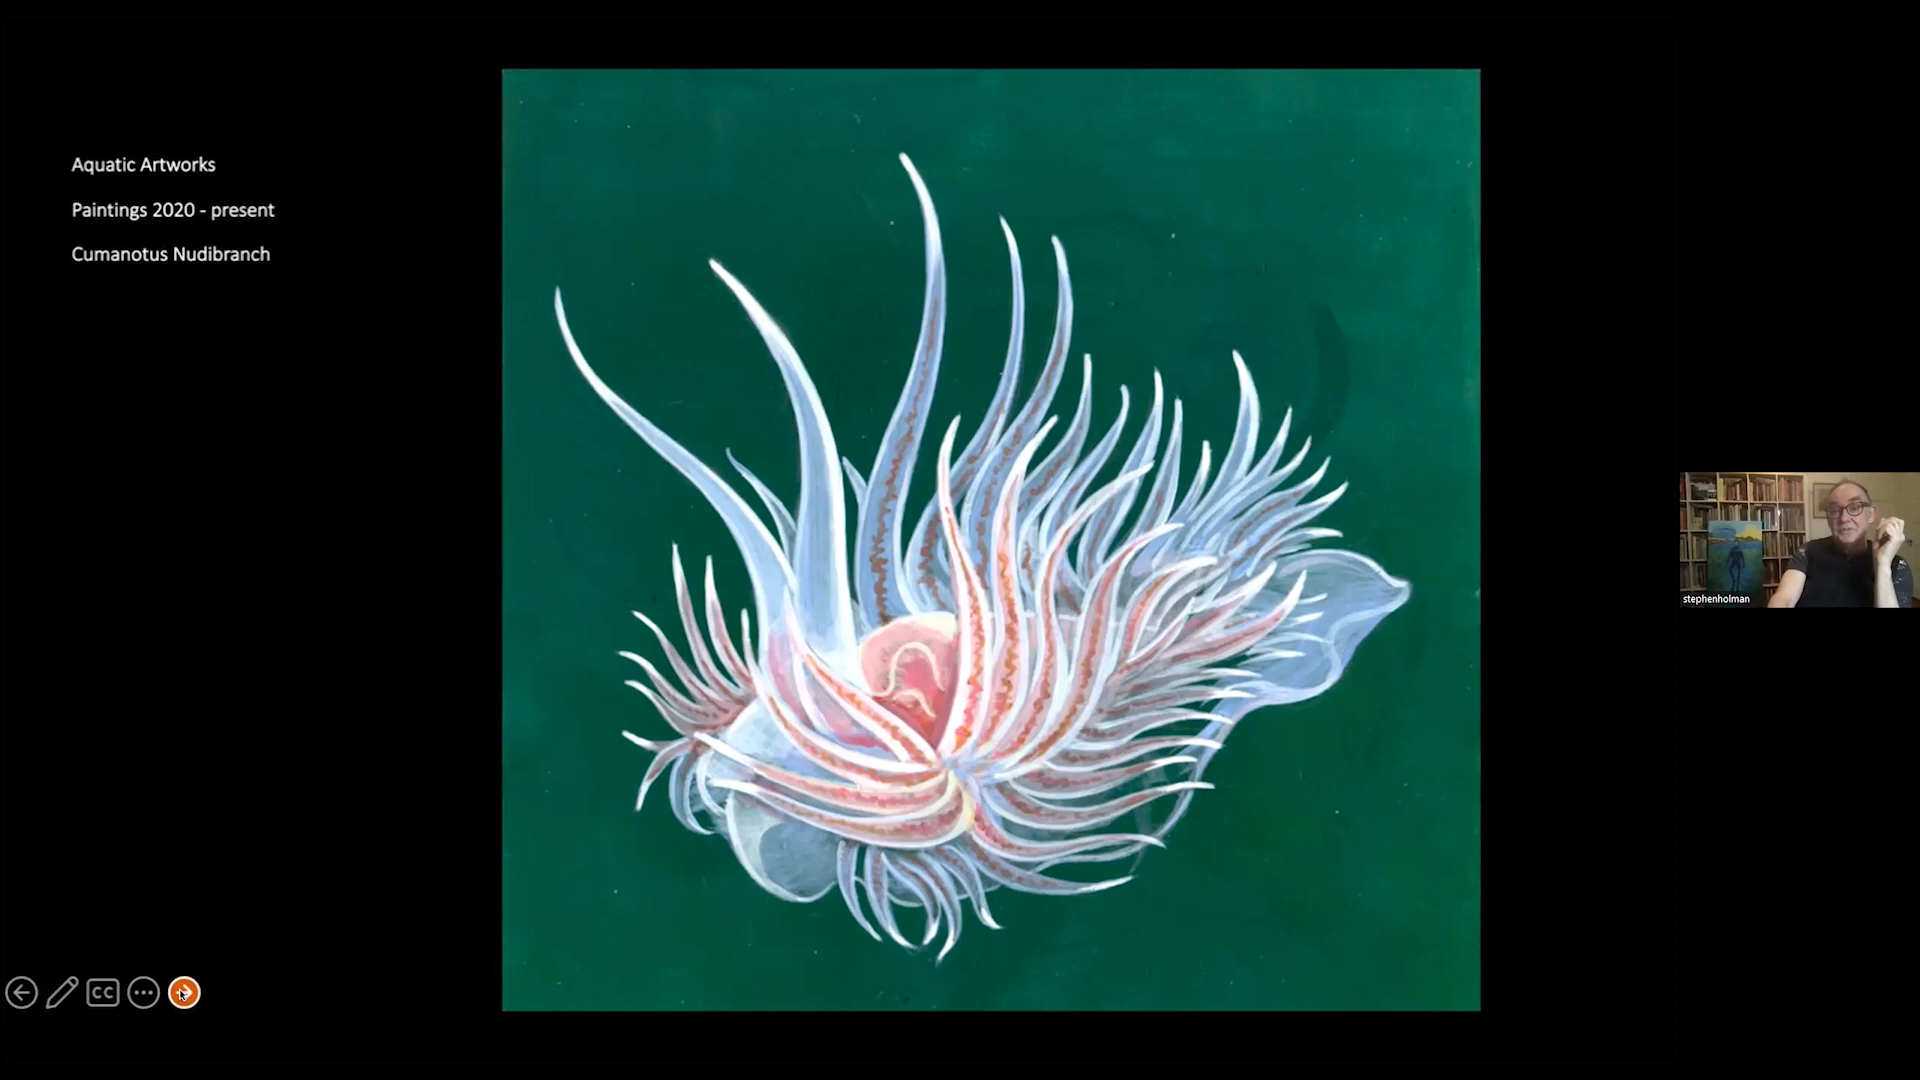 Aquatic Artworks
Paintings 2020 - present
Cumanotus Nudibranch
stephenholman
CC